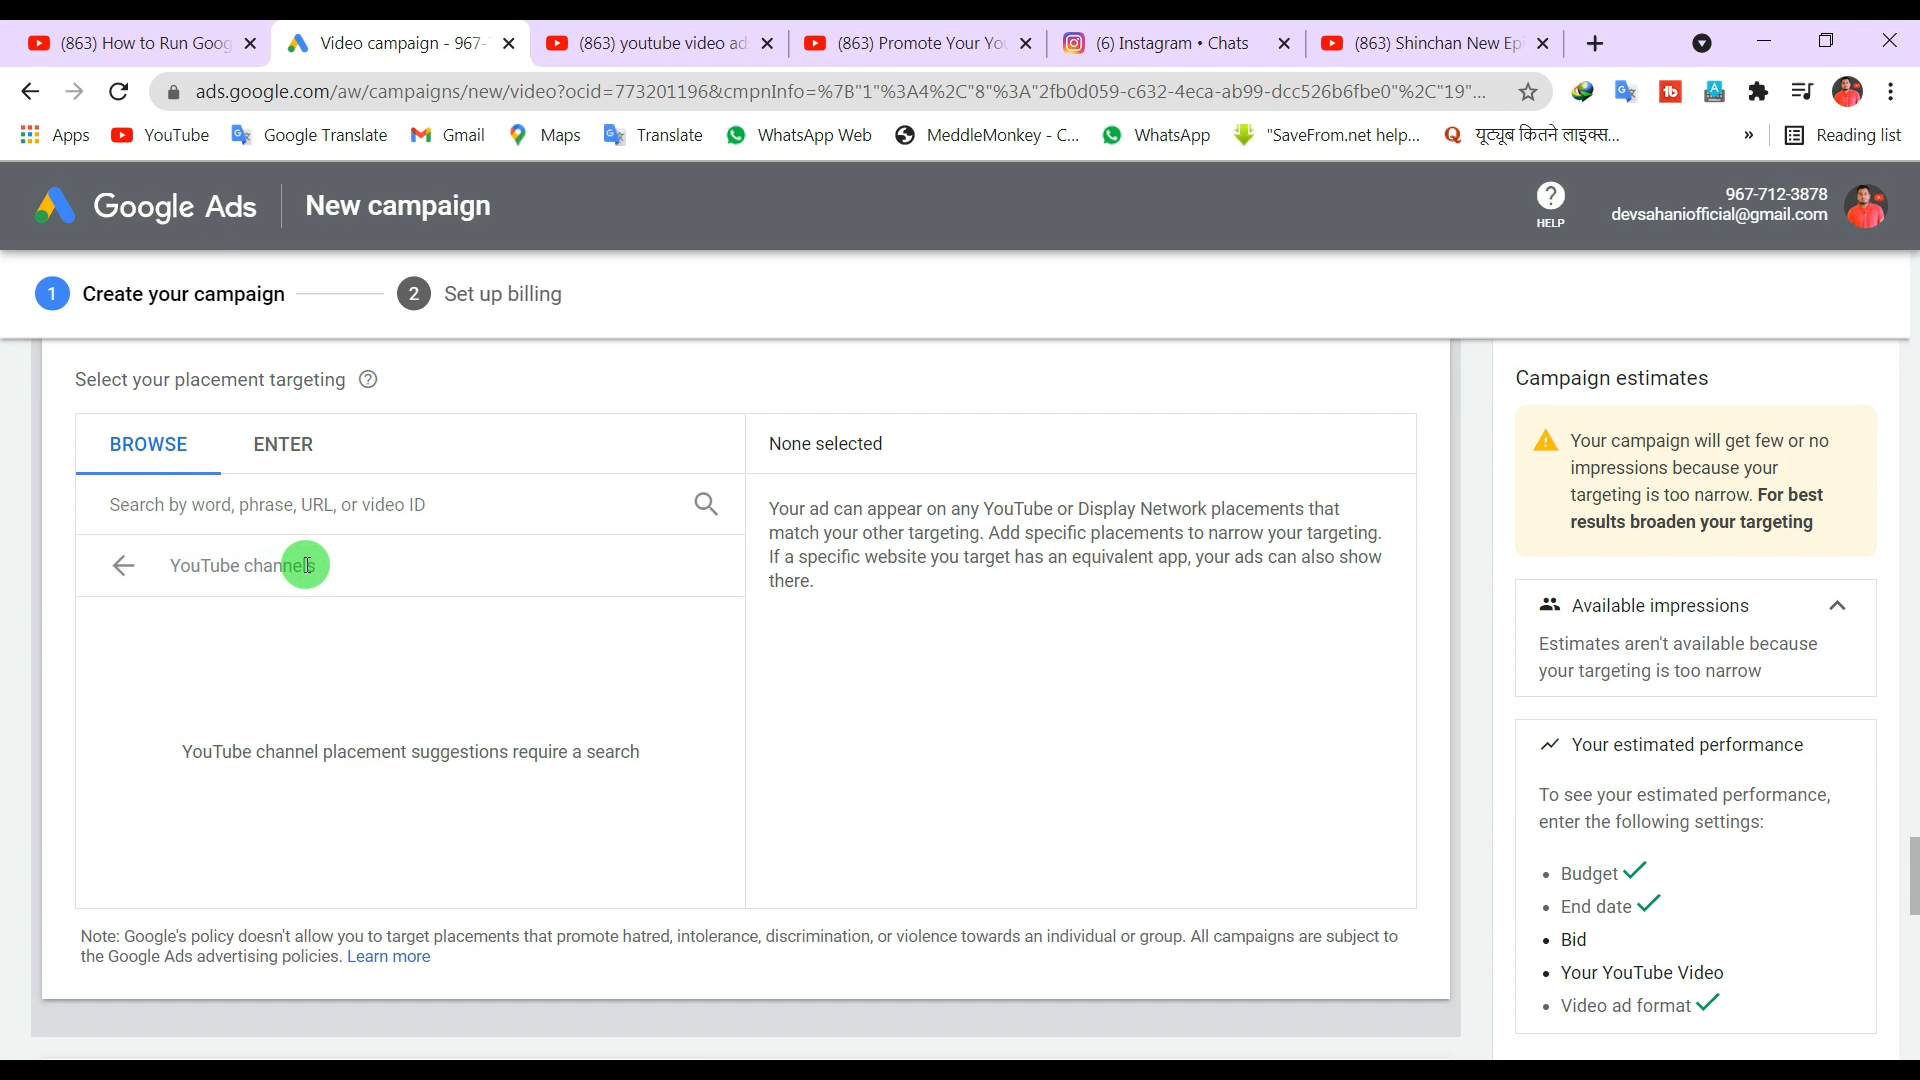 (863) How to Run Goog
Video campaign - 967-
(863) youtube video ad
(863) Promote Your Yo
(6) Instagram • Chats
(863) Shinchan New Epi
ads.google.com/aw/campaigns/new/video?ocid=773201196&cmpnInfo=%7B"1"%3A4%2C"8"%3A"2fb0d059-c632-4eca-ab99-dcc526b6fbe0"%2C"19"...
Apps
YouTube
Google Translate
Gmail
Maps
Translate
WhatsApp Web
MeddleMonkey - C...
WhatsApp
"SaveFrom.net help...
यूट्यूब कितने लाइक्स...
»
Reading list
Google Ads
New campaign
HELP
967-712-3878
devsahaniofficial@gmail.com
1 Create your campaign
2 Set up billing
Select your placement targeting
BROWSE
ENTER
None selected
Search by word, phrase, URL, or video ID
YouTube channels
YouTube channel placement suggestions require a search
Your ad can appear on any YouTube or Display Network placements that
match your other targeting. Add specific placements to narrow your targeting.
If a specific website you target has an equivalent app, your ads can also show
there.
Note: Google's policy doesn't allow you to target placements that promote hatred, intolerance, discrimination, or violence towards an individual or group. All campaigns are subject to
the Google Ads advertising policies. Learn more
Campaign estimates
Your campaign will get few or no
impressions because your
targeting is too narrow. For best
results broaden your targeting
Available impressions
Estimates aren't available because
your targeting is too narrow
Your estimated performance
To see your estimated performance,
enter the following settings:
• Budget
• End date
• Bid
• Your YouTube Video
• Video ad format